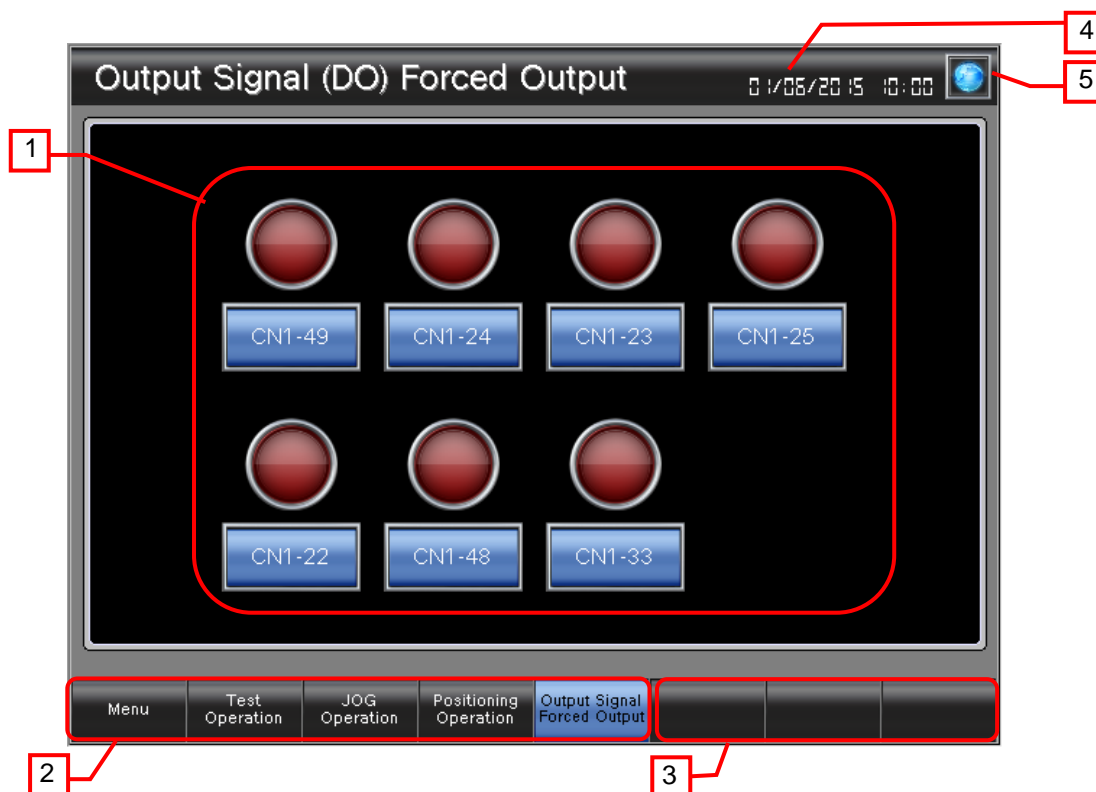 4
Output Signal (DO) Forced Output
01/06/2015 10:00
5
1
CN1-49
CN1-24
CN1-23
CN1-25
CN1-22
CN1-48
CN1-33
Menu
Test
Operation
JOG
Operation
Positioning
Operation
Output Signal
Forced Output
2
3